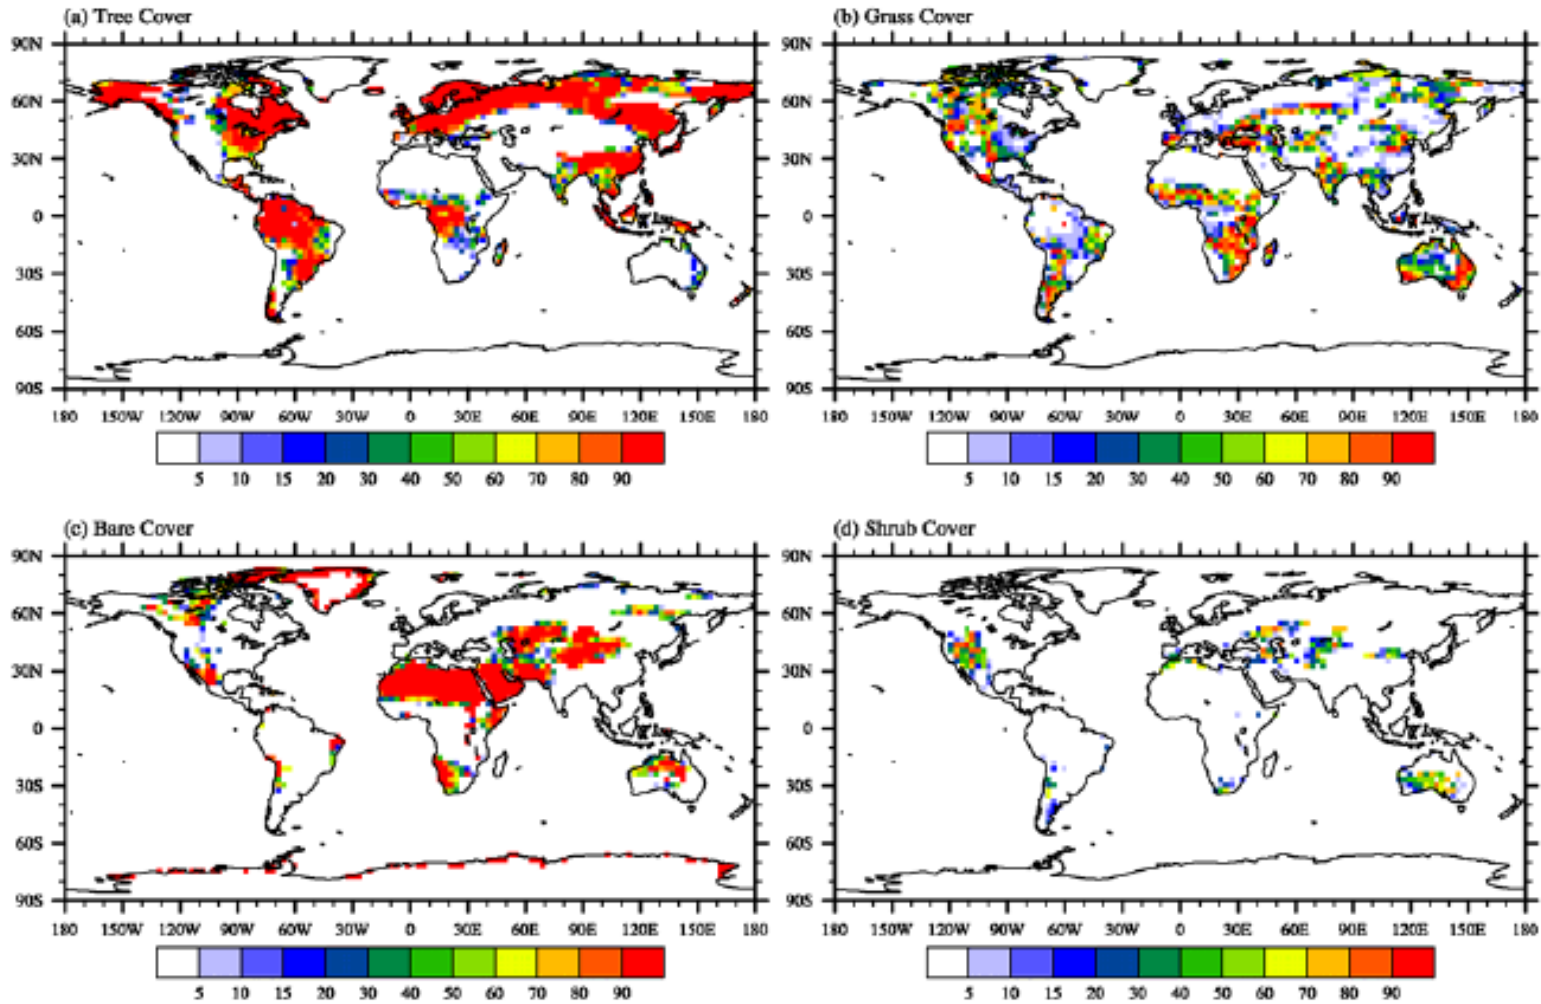 (a) Tree Cover (b) Grass Cover
90N 90N
60N 60N
30N 30N
0 0
30S 30S
60S 60S
90S 90S
180 150W 120W 90W 60W 30W 0 30E 60E 90E 120E 150E 180 180 150W 120W 90W 60W 30W 0 30E 60E 90E 120E 150E 180
5 10 15 20 30 40 50 60 70 80 90 5 10 15 20 30 40 50 60 70 80 90
(c) Bare Cover (d) Shrub Cover
90N 90N
60N 60N
30N 30N
0 0
30S 30S
60S 60S
90S 90S
180 150W 120W 90W 60W 30W 0 30E 60E 90E 120E 150E 180 180 150W 120W 90W 60W 30W 0 30E 60E 90E 120E 150E 180
5 10 15 20 30 40 50 60 70 80 90 5 10 15 20 30 40 50 60 70 80 90